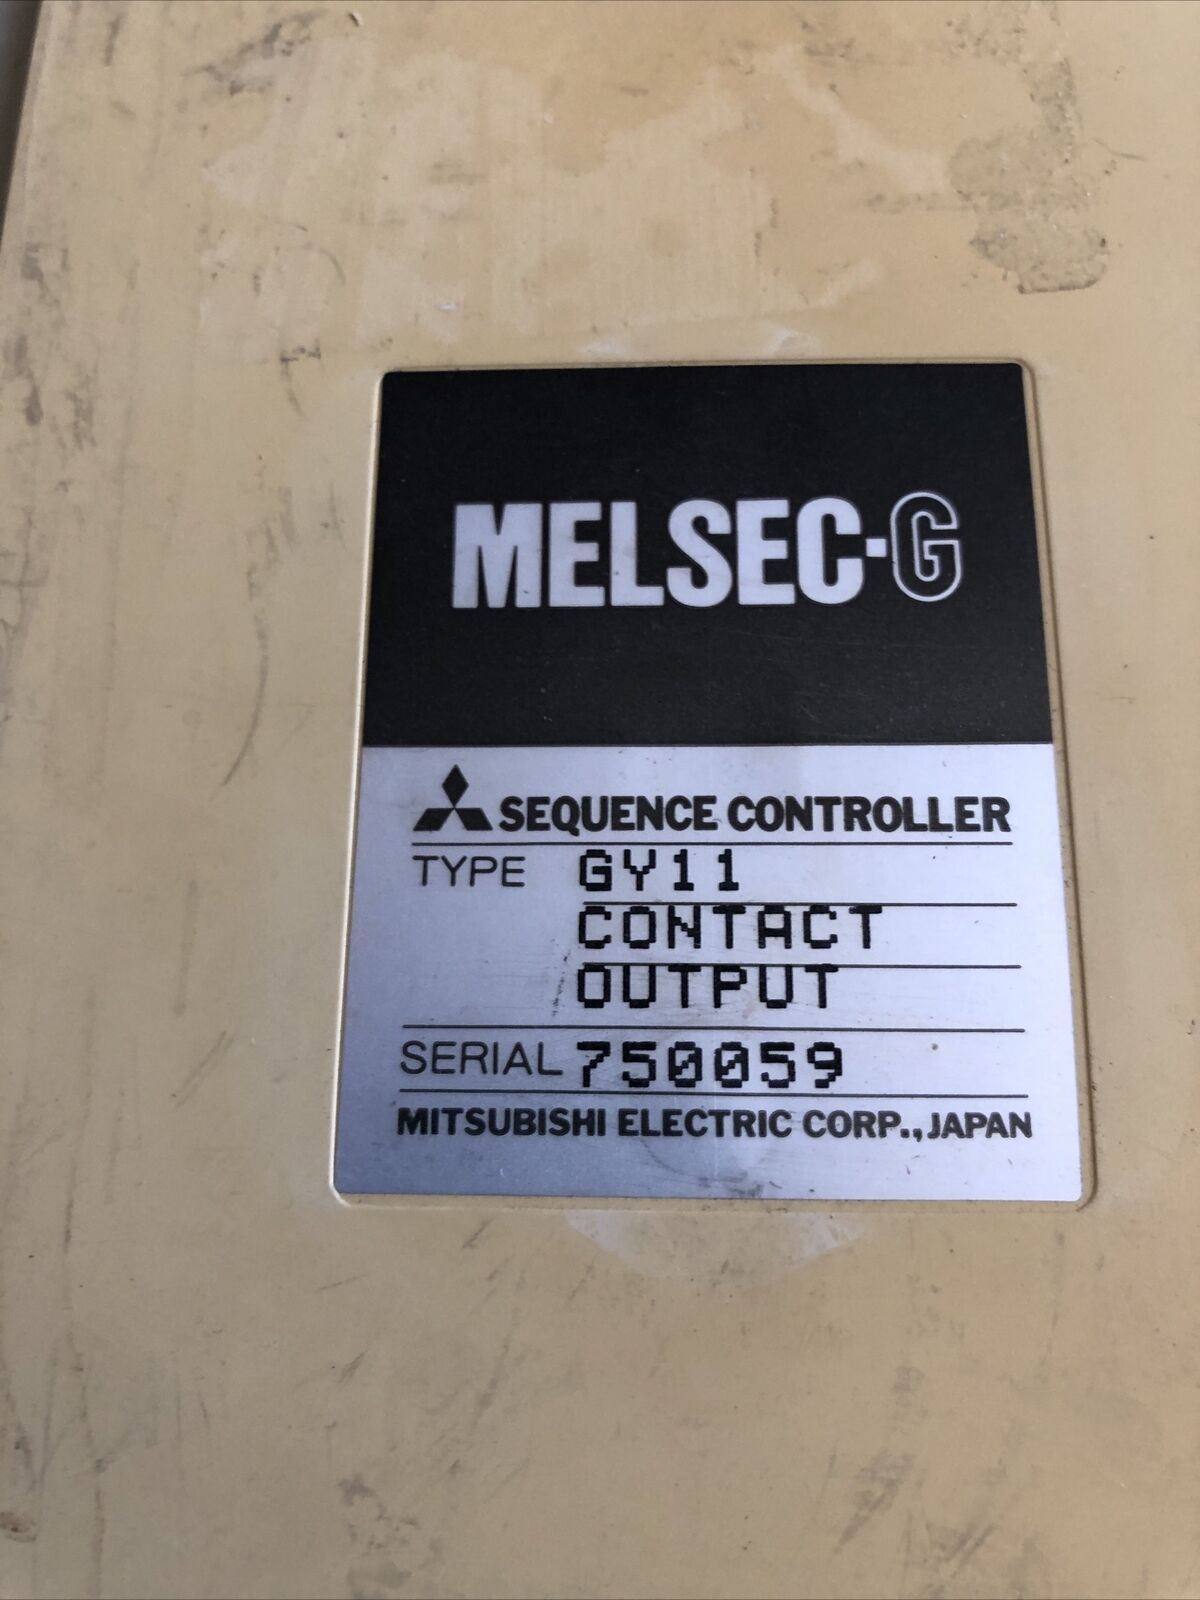 MELSEC-G
SEQUENCE CONTROLLER
TYPE GY11
CONTACT
OUTPUT
SERIAL 750059
MITSUBISHI ELECTRIC CORP., JAPAN